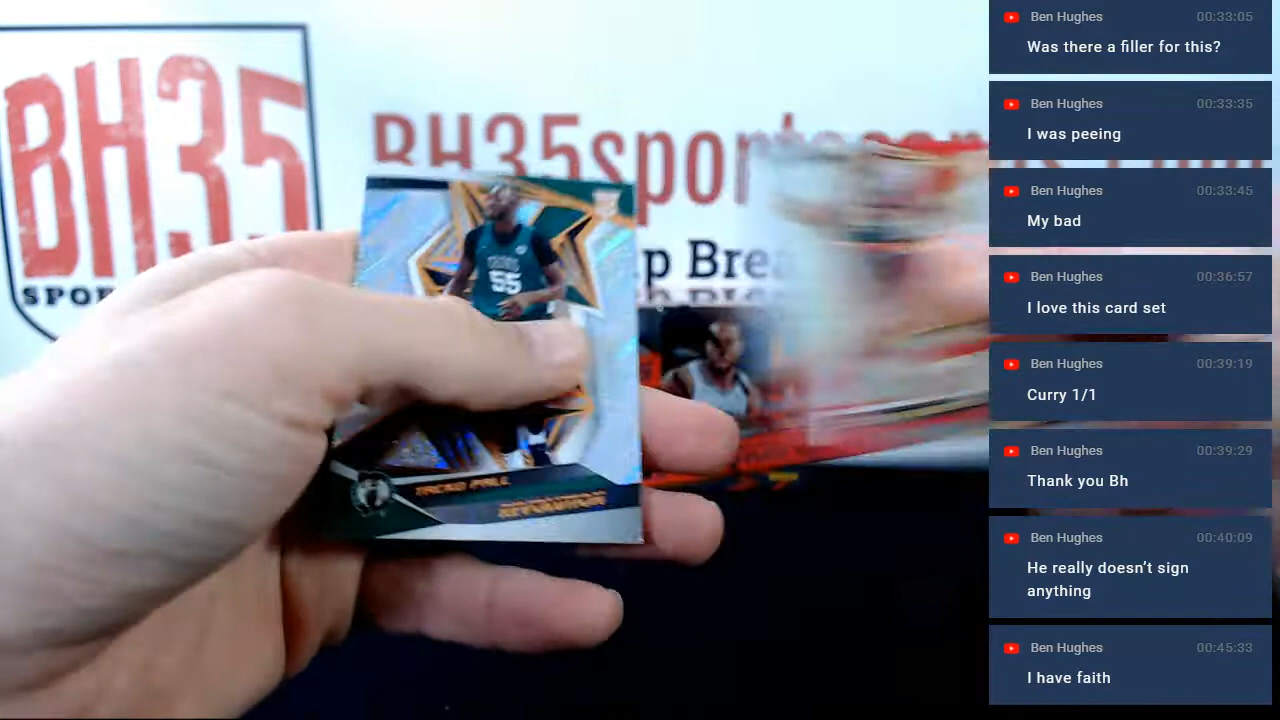 BH35
SPOR
BH35sports
p Brea
55
TACKO FALL
Ben Hughes 00:33:05
Was there a filler for this?
Ben Hughes 00:33:35
I was peeing
Ben Hughes 00:33:45
My bad
Ben Hughes 00:36:57
I love this card set
Ben Hughes 00:39:19
Curry 1/1
Ben Hughes 00:39:29
Thank you Bh
Ben Hughes 00:40:09
He really doesn’t sign
anything
Ben Hughes 00:45:33
I have faith